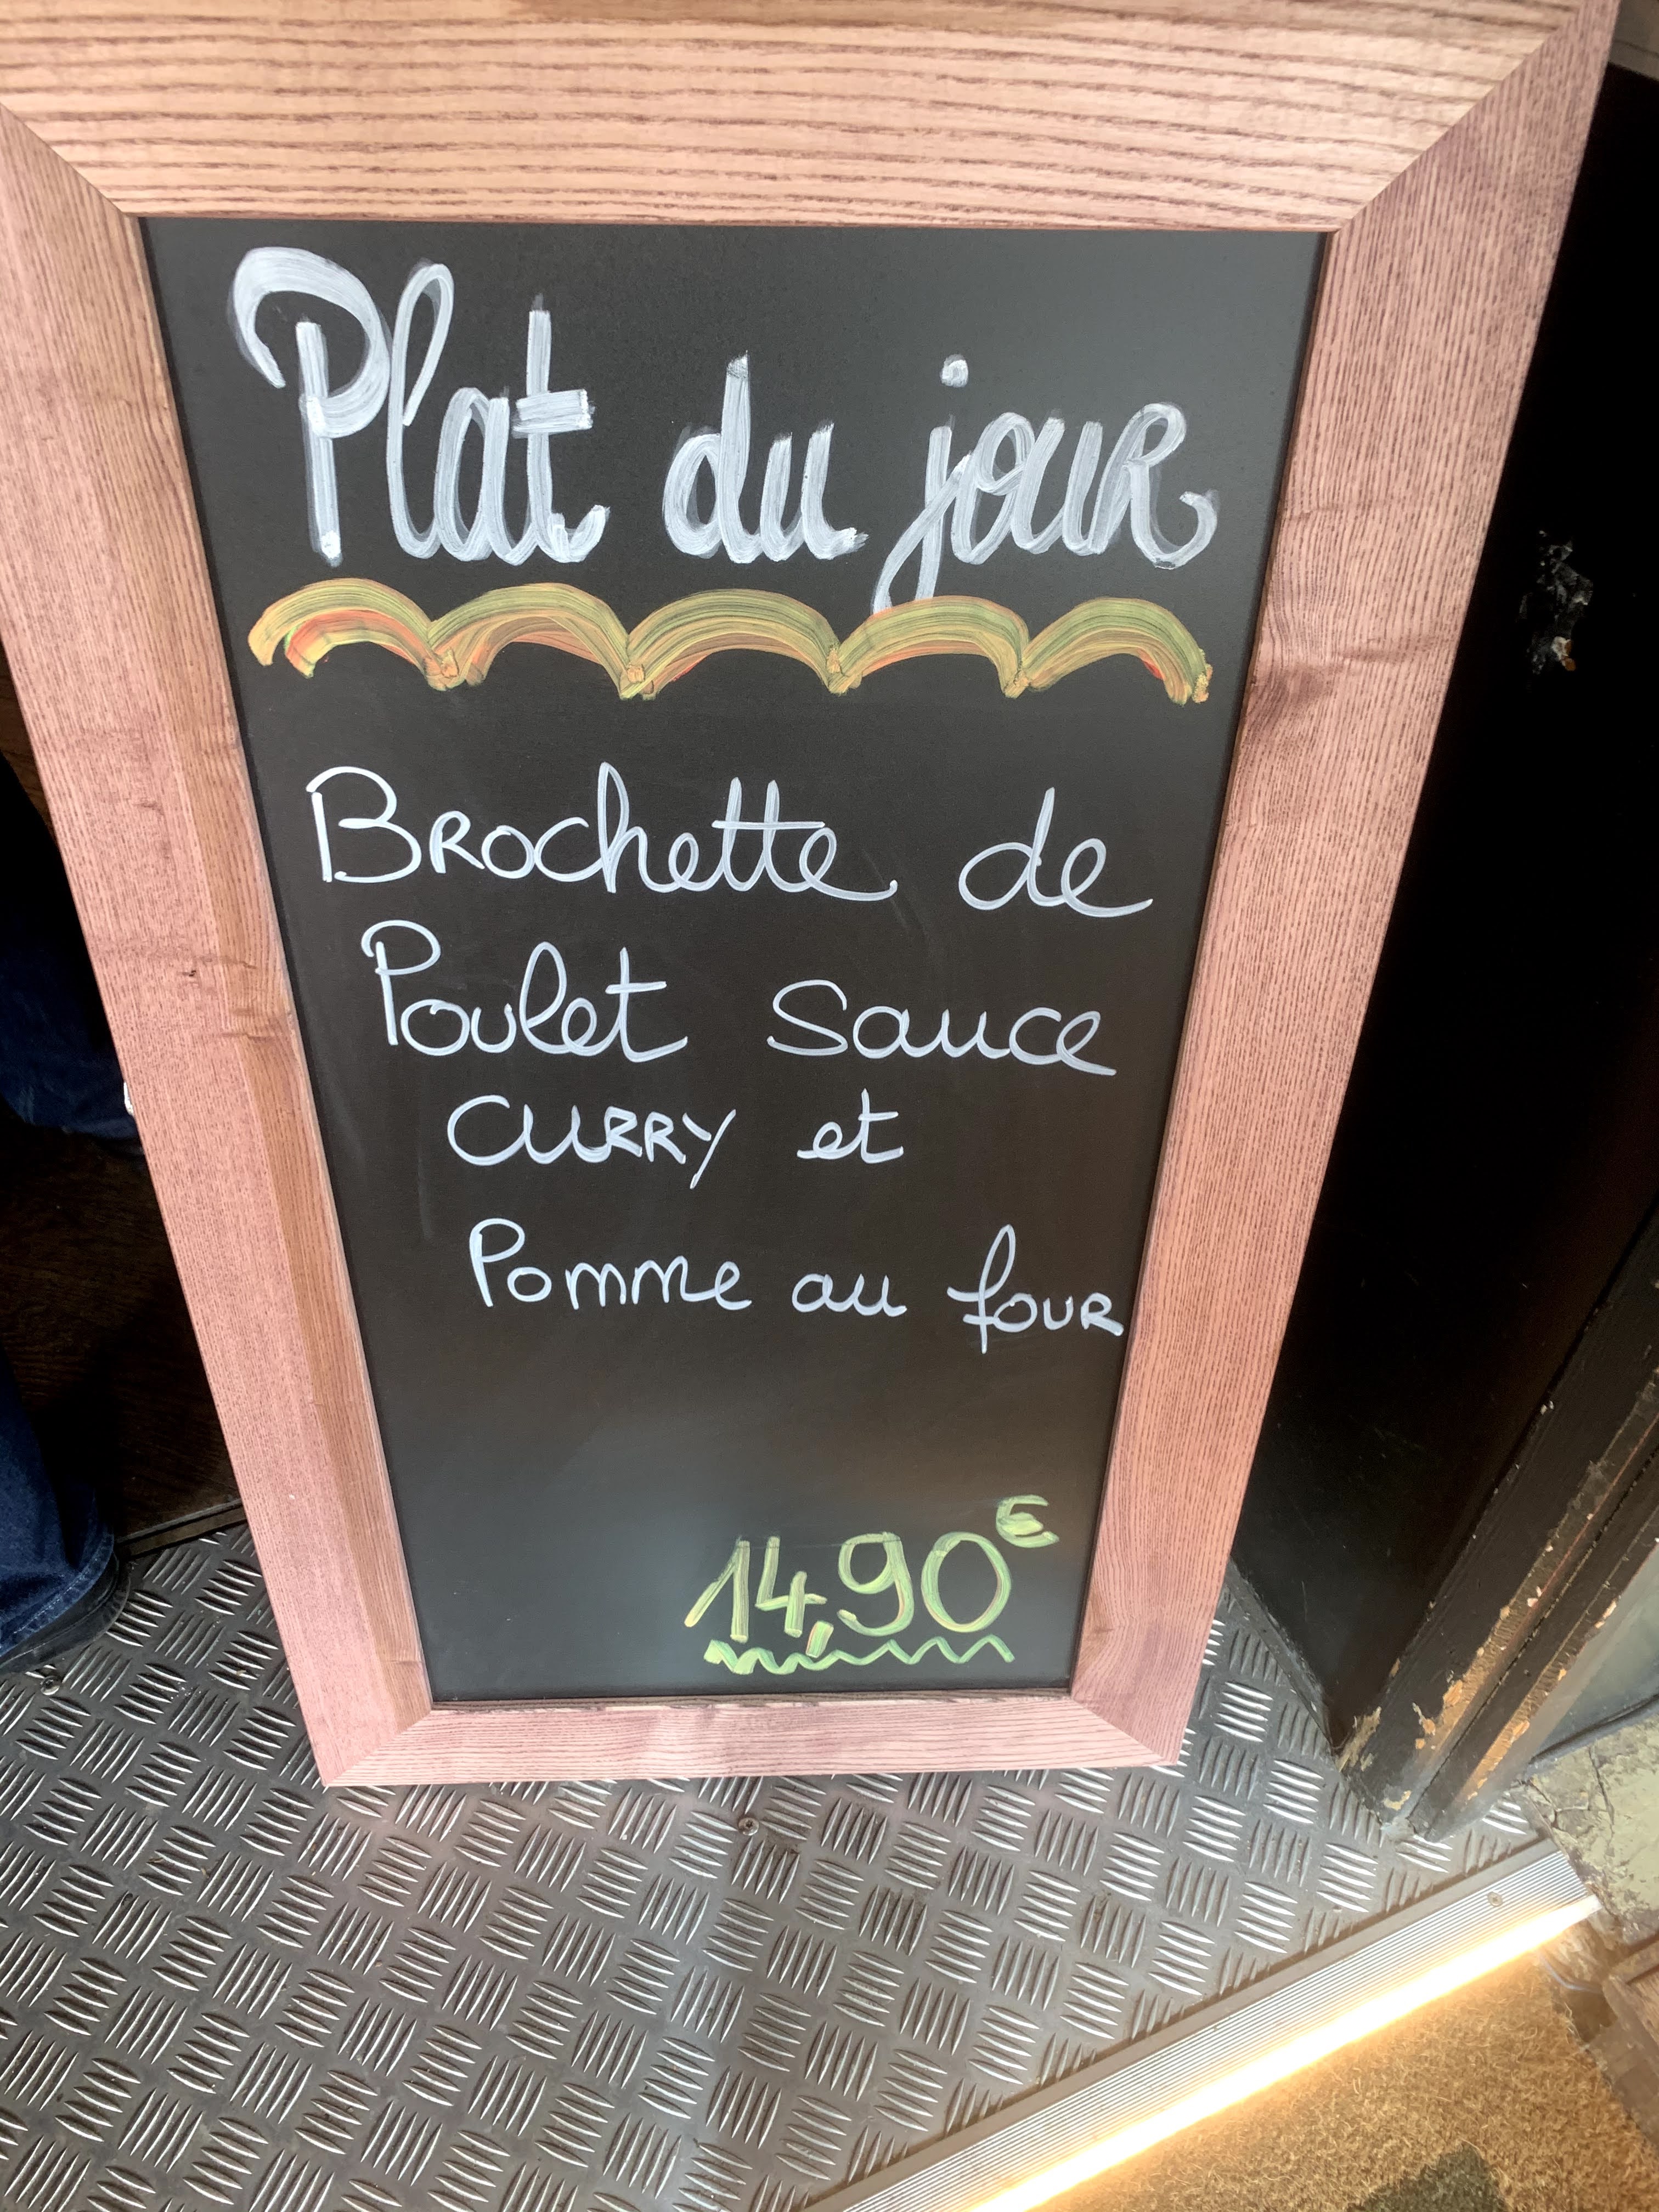 Plat du jour
Brochette de
Poulet sauce
CURRY et
Pomme au four
14,90€